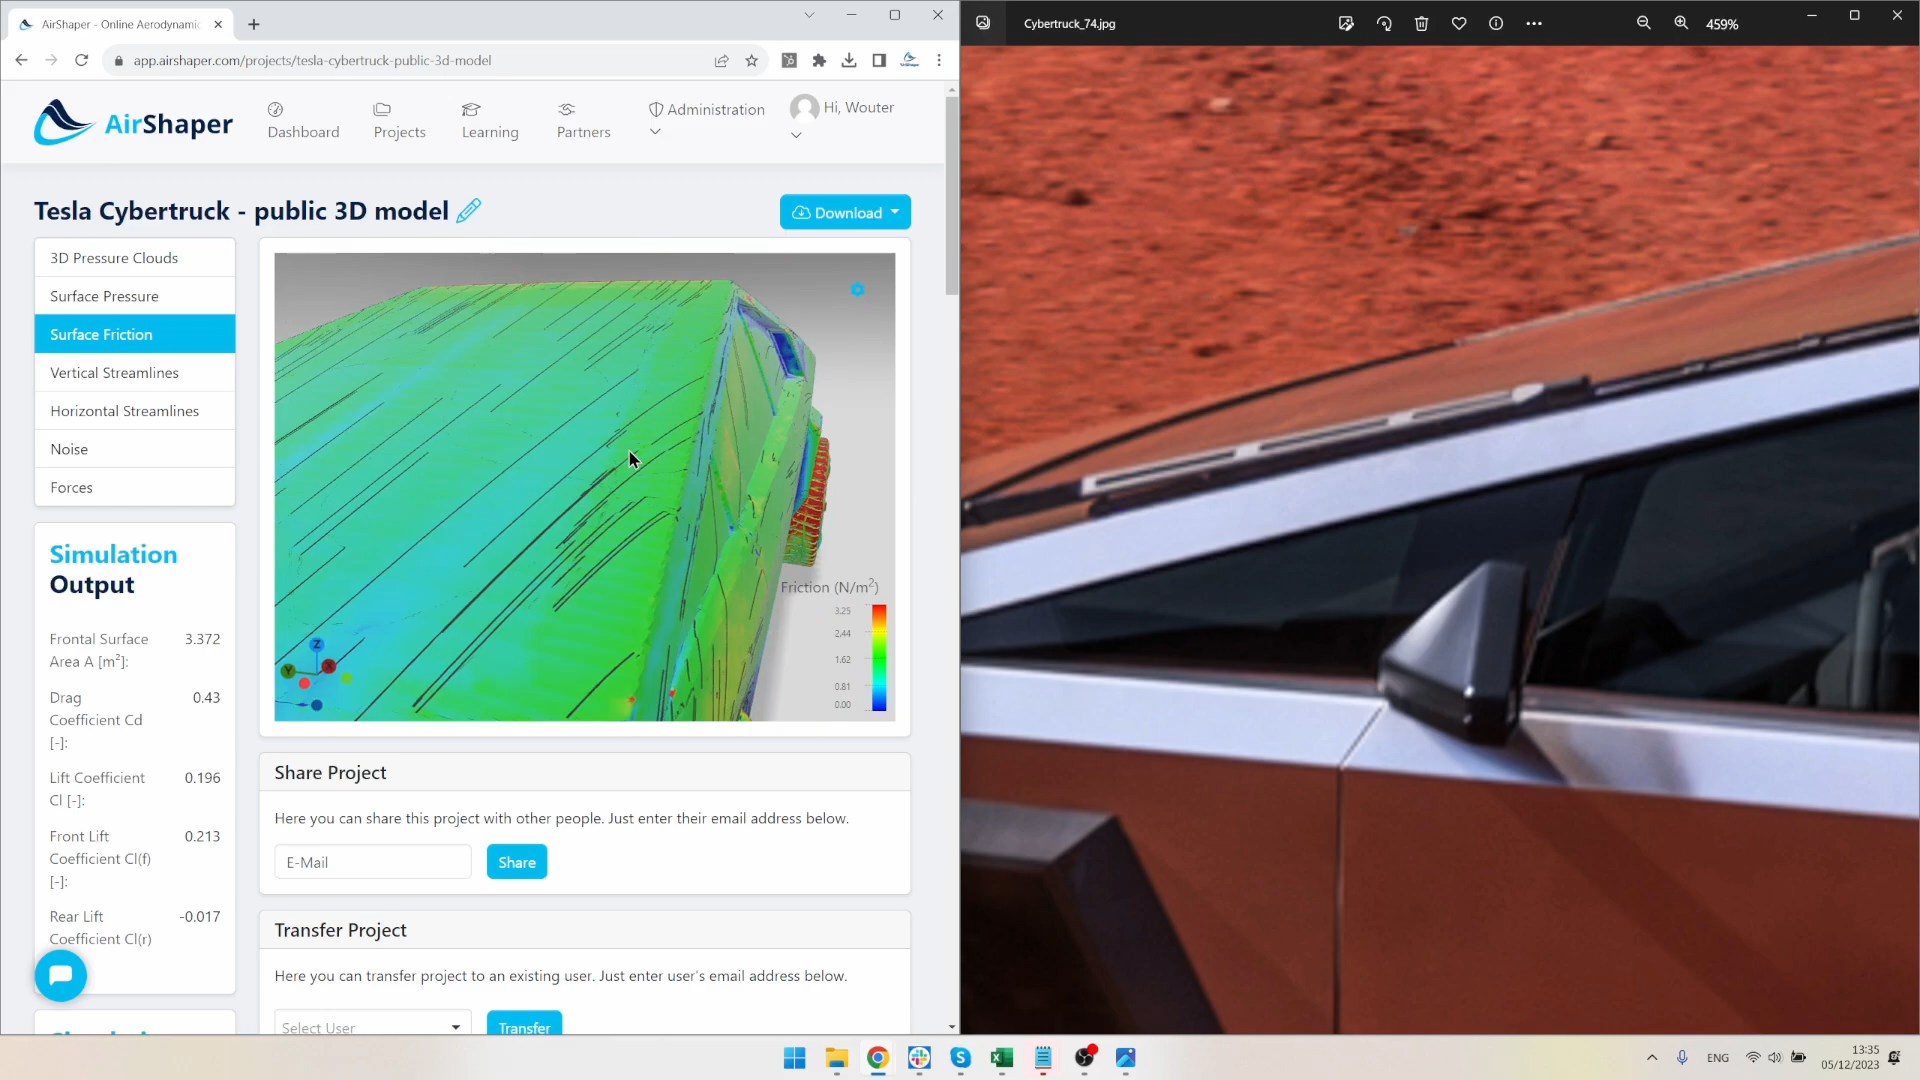 AirShaper - Online Aerodynamic
app.airshaper.com/projects/tesla-cybertruck-public-3d-model
AirShaper
Dashboard
Projects
Learning
Partners
Administration
Hi, Wouter
Tesla Cybertruck - public 3D model
Download
3D Pressure Clouds
Surface Pressure
Surface Friction
Vertical Streamlines
Horizontal Streamlines
Noise
Forces
Simulation
Output
Frontal Surface 3.372
Area A [m²]:
Drag 0.43
Coefficient Cd
[-]:
Lift Coefficient 0.196
Cl [-]:
Front Lift 0.213
Coefficient Cl(f)
[-]:
Rear Lift -0.017
Coefficient Cl(r)
Z
Y
X
Friction (N/m²)
3.25
2.44
1.62
0.81
0.00
Share Project
Here you can share this project with other people. Just enter their email address below.
E-Mail
Share
Transfer Project
Here you can transfer project to an existing user. Just enter user's email address below.
Select User
Transfer
Cybertruck_74.jpg
459%
ENG
13:35
05/12/2023